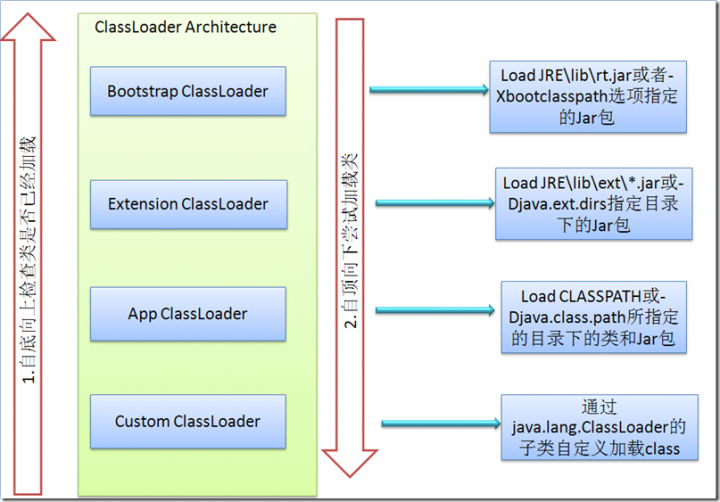 ClassLoader Architecture
Bootstrap ClassLoader
Extension ClassLoader
App ClassLoader
Custom ClassLoader
1.自底向上检查类是否已经加载
2.自顶向下尝试加载类
Load JRE\lib\rt.jar或者-
Xbootclasspath选项指定
的Jar包
Load JRE\lib\ext\*.jar或-
Djava.ext.dirs指定目录
下的Jar包
Load CLASSPATH或-
Djava.class.path所指定
的目录下的类和Jar包
通过
java.lang.ClassLoader的
子类自定义加载class